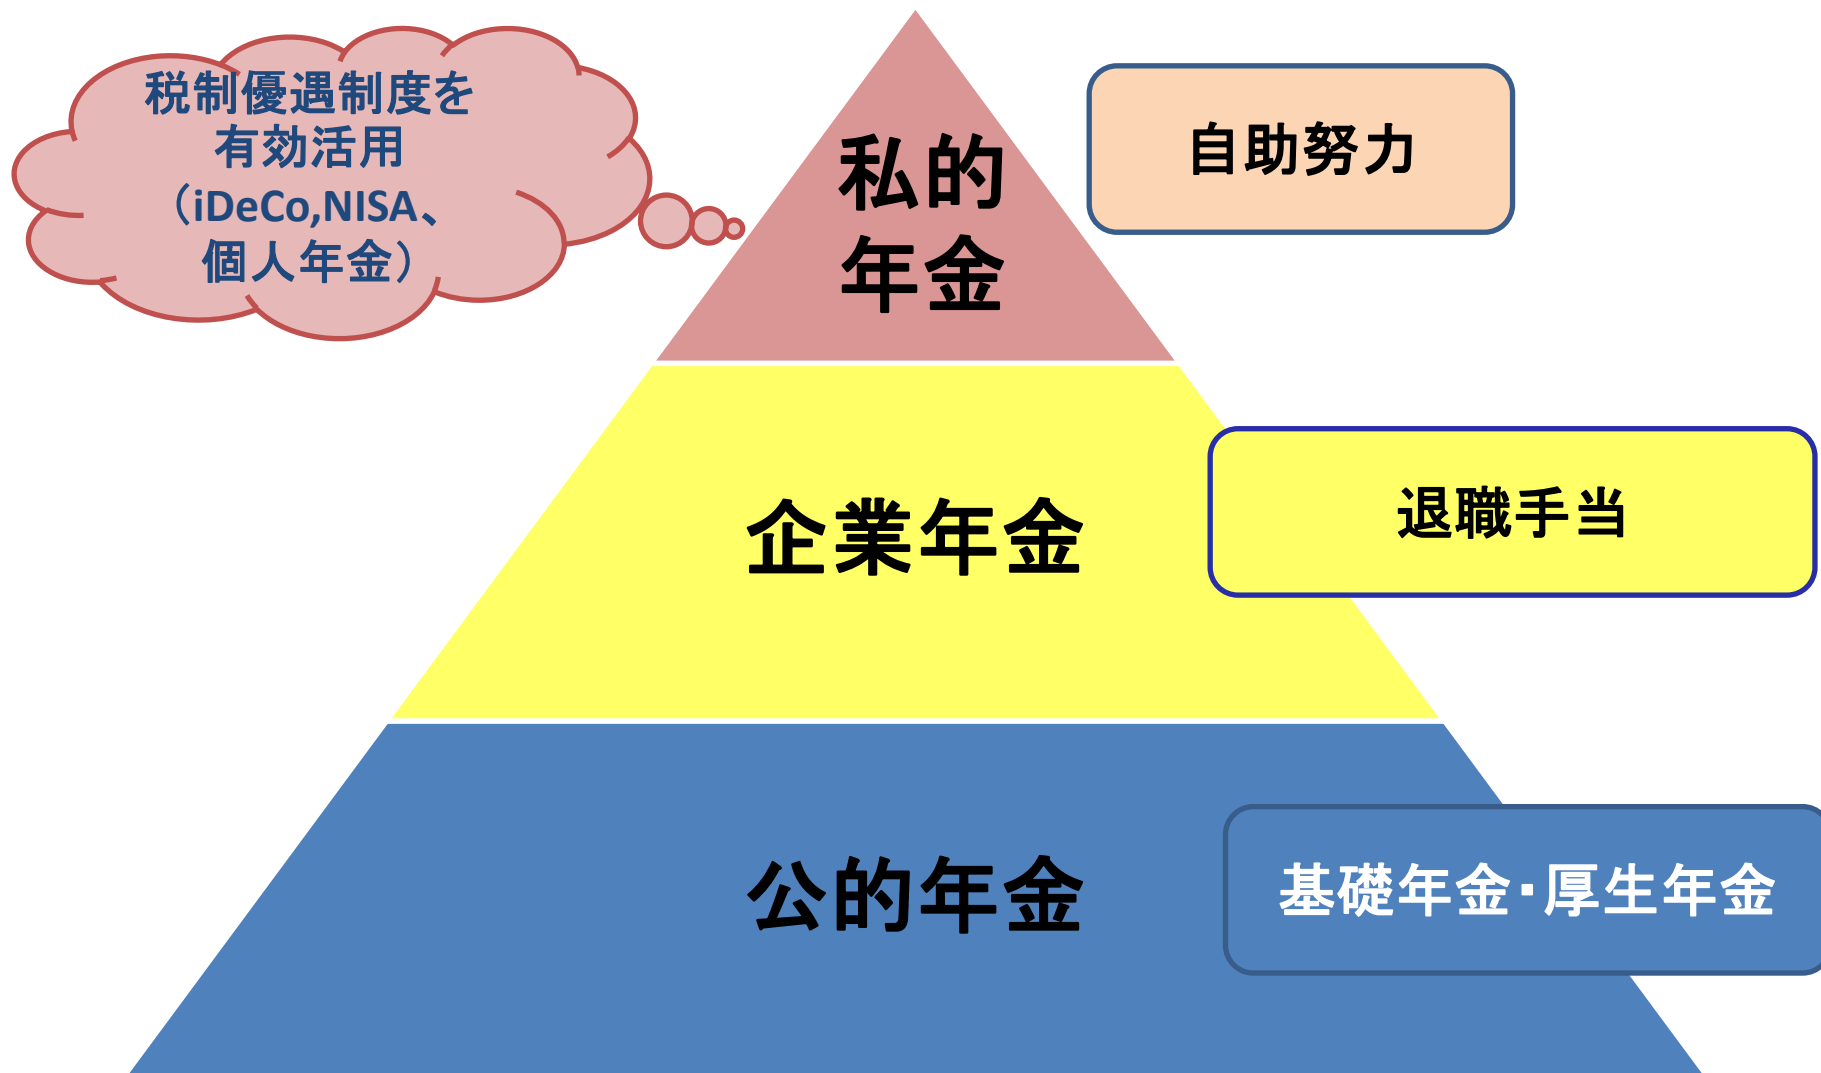 税制優遇制度を
有効活用
（iDeCo,NISA、
個人年金）
私的
年金
自助努力
企業年金
退職手当
公的年金
基礎年金・厚生年金